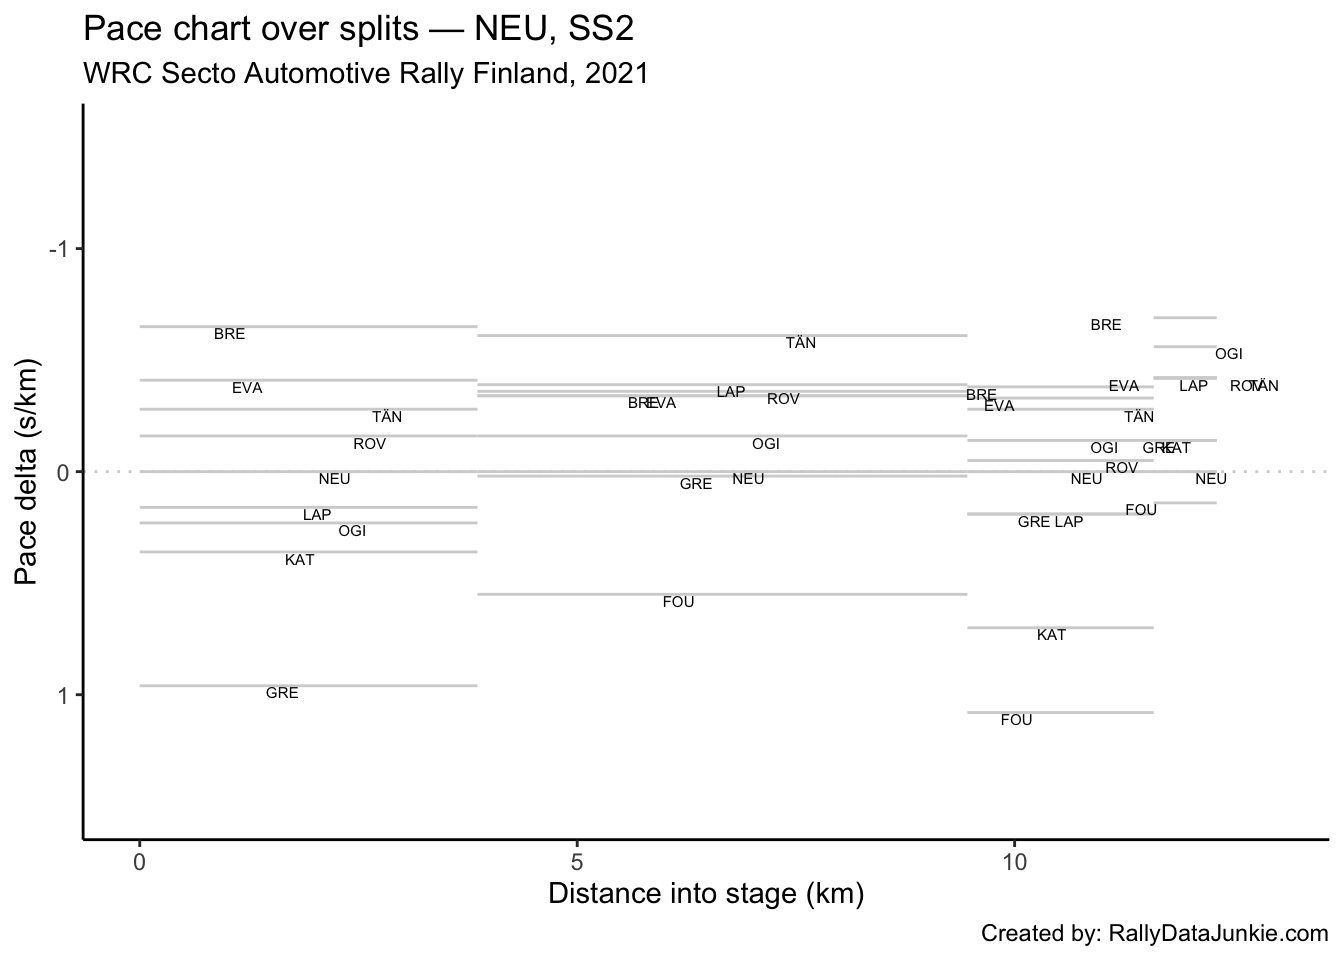 Pace chart over splits — NEU, SS2
WRC Secto Automotive Rally Finland, 2021
Pace delta (s/km)
-1
0
1
BRE
EVA
TÄN
ROV
NEU
LAP
OGI
KAT
GRE
TÄN
LAP
ROV
BRE
EVA
OGI
NEU
GRE
FOU
BRE
EVA
TÄN
OGI
ROV
NEU
GRE LAP
KAT
FOU
BRE
OGI
EVA
LAP
ROV
TÄN
GRE
KAT
NEU
FOU
0
5
10
Distance into stage (km)
Created by: RallyDataJunkie.com